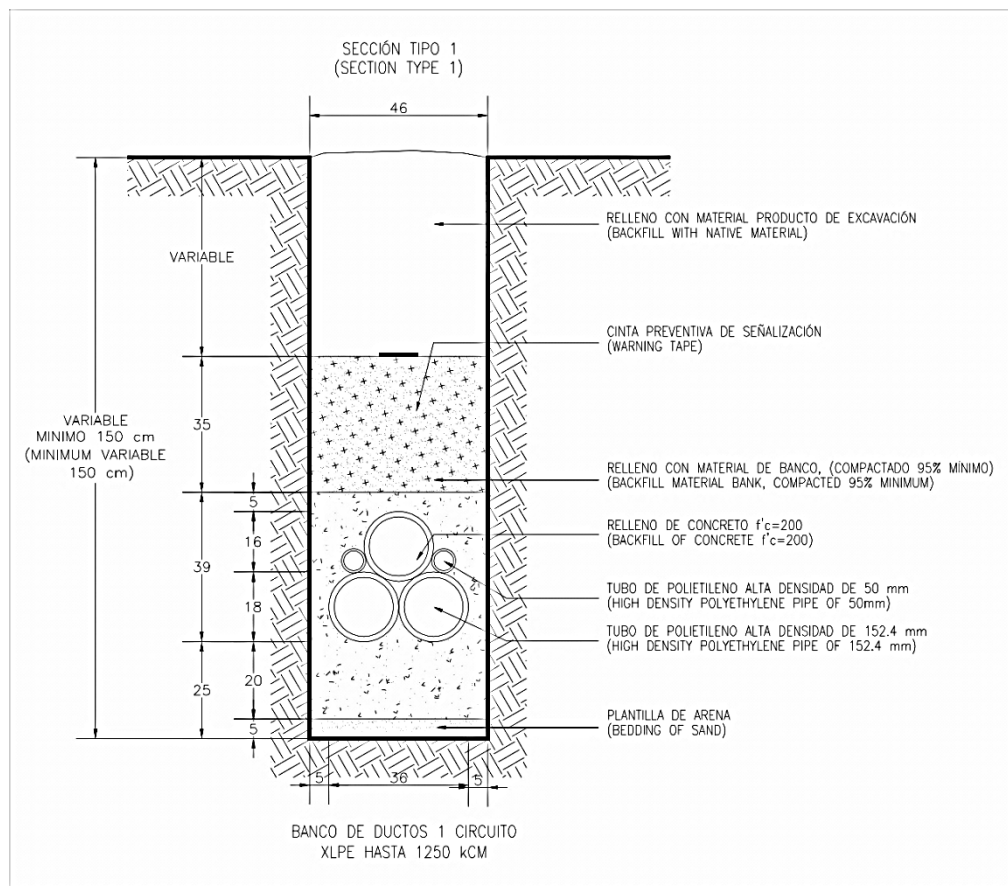 SECCIÓN TIPO 1
(SECTION TYPE 1)
46
VARIABLE
RELLENO CON MATERIAL PRODUCTO DE EXCAVACIÓN
(BACKFILL WITH NATIVE MATERIAL)
CINTA PREVENTIVA DE SEÑALIZACIÓN
(WARNING TAPE)
VARIABLE
MINIMO 150 cm
(MINIMUM VARIABLE
150 cm)
35
RELLENO CON MATERIAL DE BANCO, (COMPACTADO 95% MÍNIMO)
(BACKFILL MATERIAL BANK, COMPACTED 95% MINIMUM)
5
16
39
18
RELLENO DE CONCRETO f'c=200
(BACKFILL OF CONCRETE f'c=200)
TUBO DE POLIETILENO ALTA DENSIDAD DE 50 mm
(HIGH DENSITY POLYETHYLENE PIPE OF 50mm)
TUBO DE POLIETILENO ALTA DENSIDAD DE 152.4 mm
(HIGH DENSITY POLYETHYLENE PIPE OF 152.4 mm)
25
20
5
PLANTILLA DE ARENA
(BEDDING OF SAND)
5
36
5
BANCO DE DUCTOS 1 CIRCUITO
XLPE HASTA 1250 kCM